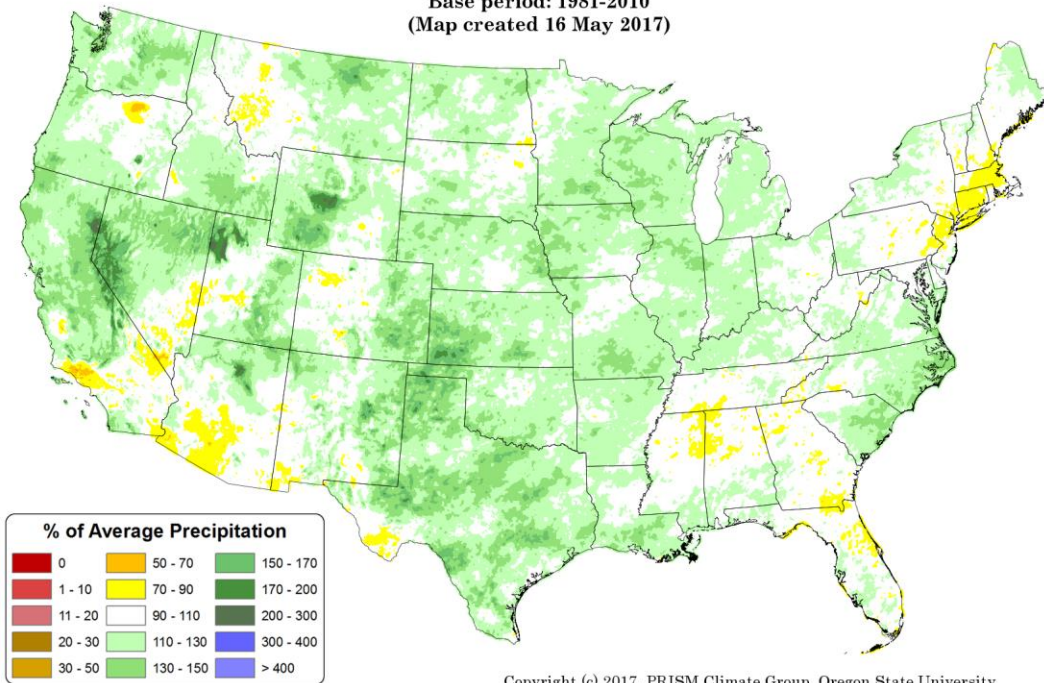 Base period: 1981-2010
(Map created 16 May 2017)
% of Average Precipitation
0
1 - 10
11 - 20
20 - 30
30 - 50
50 - 70
70 - 90
90 - 110
110 - 130
130 - 150
150 - 170
170 - 200
200 - 300
300 - 400
> 400
Copyright (c) 2017, PRISM Climate Group, Oregon State University